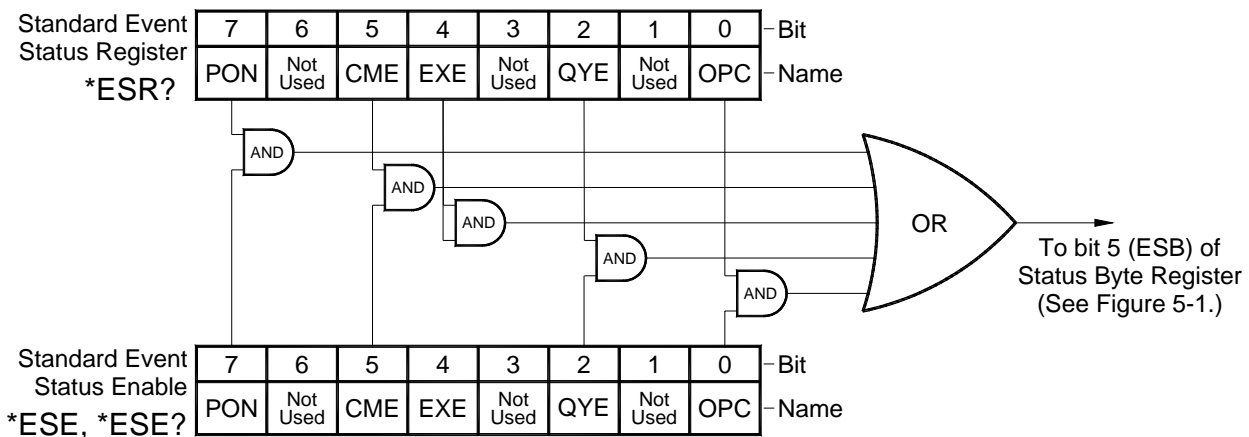 Standard Event
Status Register
*ESR?
7 6 5 4 3 2 1 0 Bit
PON Not Used CME EXE Not Used QYE Not Used OPC Name
AND
AND
AND
AND
AND
OR
To bit 5 (ESB) of
Status Byte Register
(See Figure 5-1.)
Standard Event
Status Enable
*ESE, *ESE?
7 6 5 4 3 2 1 0 Bit
PON Not Used CME EXE Not Used QYE Not Used OPC Name